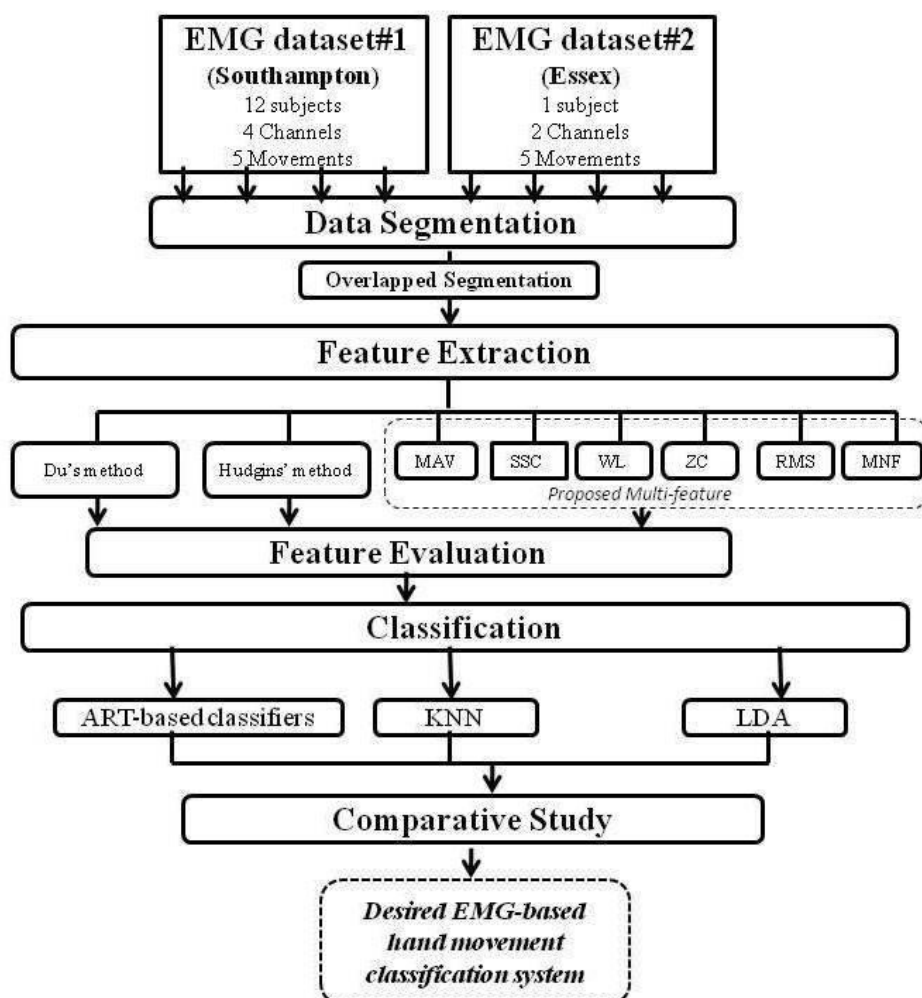 EMG dataset#1
(Southampton)
12 subjects
4 Channels
5 Movements
EMG dataset#2
(Essex)
1 subject
2 Channels
5 Movements
Data Segmentation
Overlapped Segmentation
Feature Extraction
Du's method
Hudgins' method
MAV
SSC
WL
ZC
RMS
MNF
Proposed Multi-feature
Feature Evaluation
Classification
ART-based classifiers
KNN
LDA
Comparative Study
Desired EMG-based
hand movement
classification system